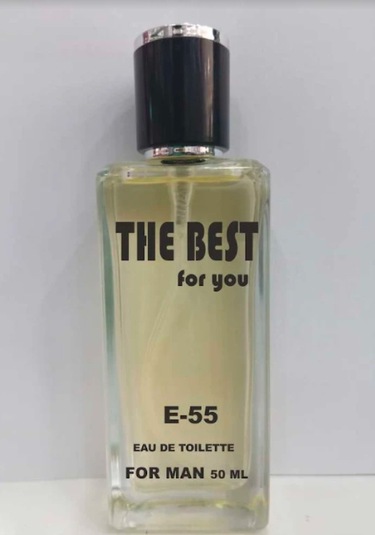 THE BEST
for you
E-55
EAU DE TOILETTE
FOR MAN 50 ML